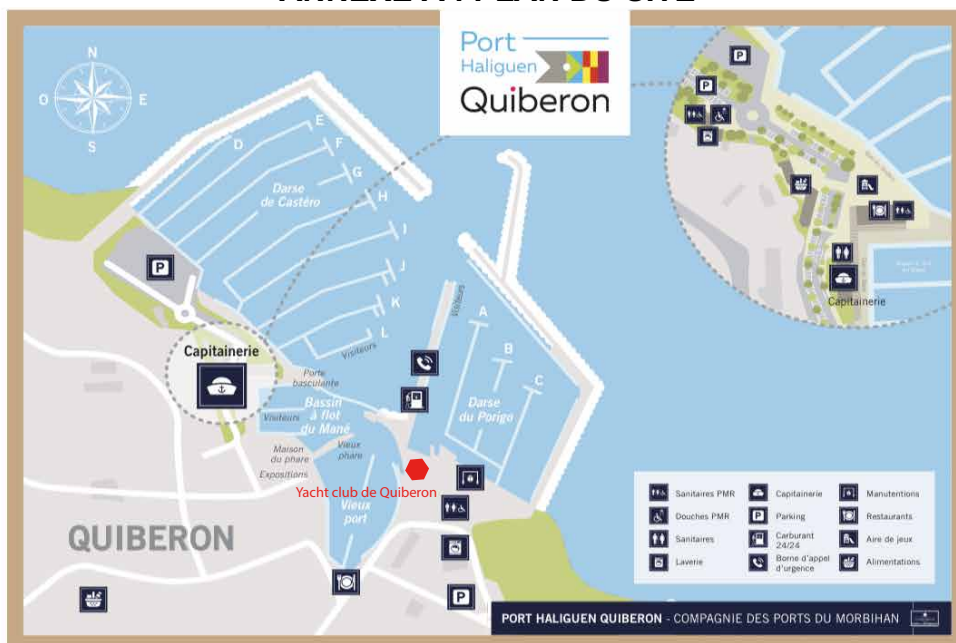 Port
Haliguen
Quiberon
N
O
E
S
D
E
F
G
H
I
J
K
L
Darse
de Castéro
P
Visiteurs
A
B
C
Darse
du Porigo
Visiteurs
Capitainerie
Porte
basculante
Bassin
à flot
du Mané
Visiteurs
Vieux
phare
Maison
du phare
Expositions
Yacht club de Quiberon
Vieux
port
QUIBERON
P
P
P
Capitainerie
Sanitaires PMR
Douches PMR
Sanitaires
Laverie
Capitainerie
P
Parking
Carburant
24/24
Borne d'appel
d'urgence
Manutentions
Restaurants
Aire de jeux
Alimentations
PORT HALIGUEN QUIBERON - COMPAGNIE DES PORTS DU MORBIHAN